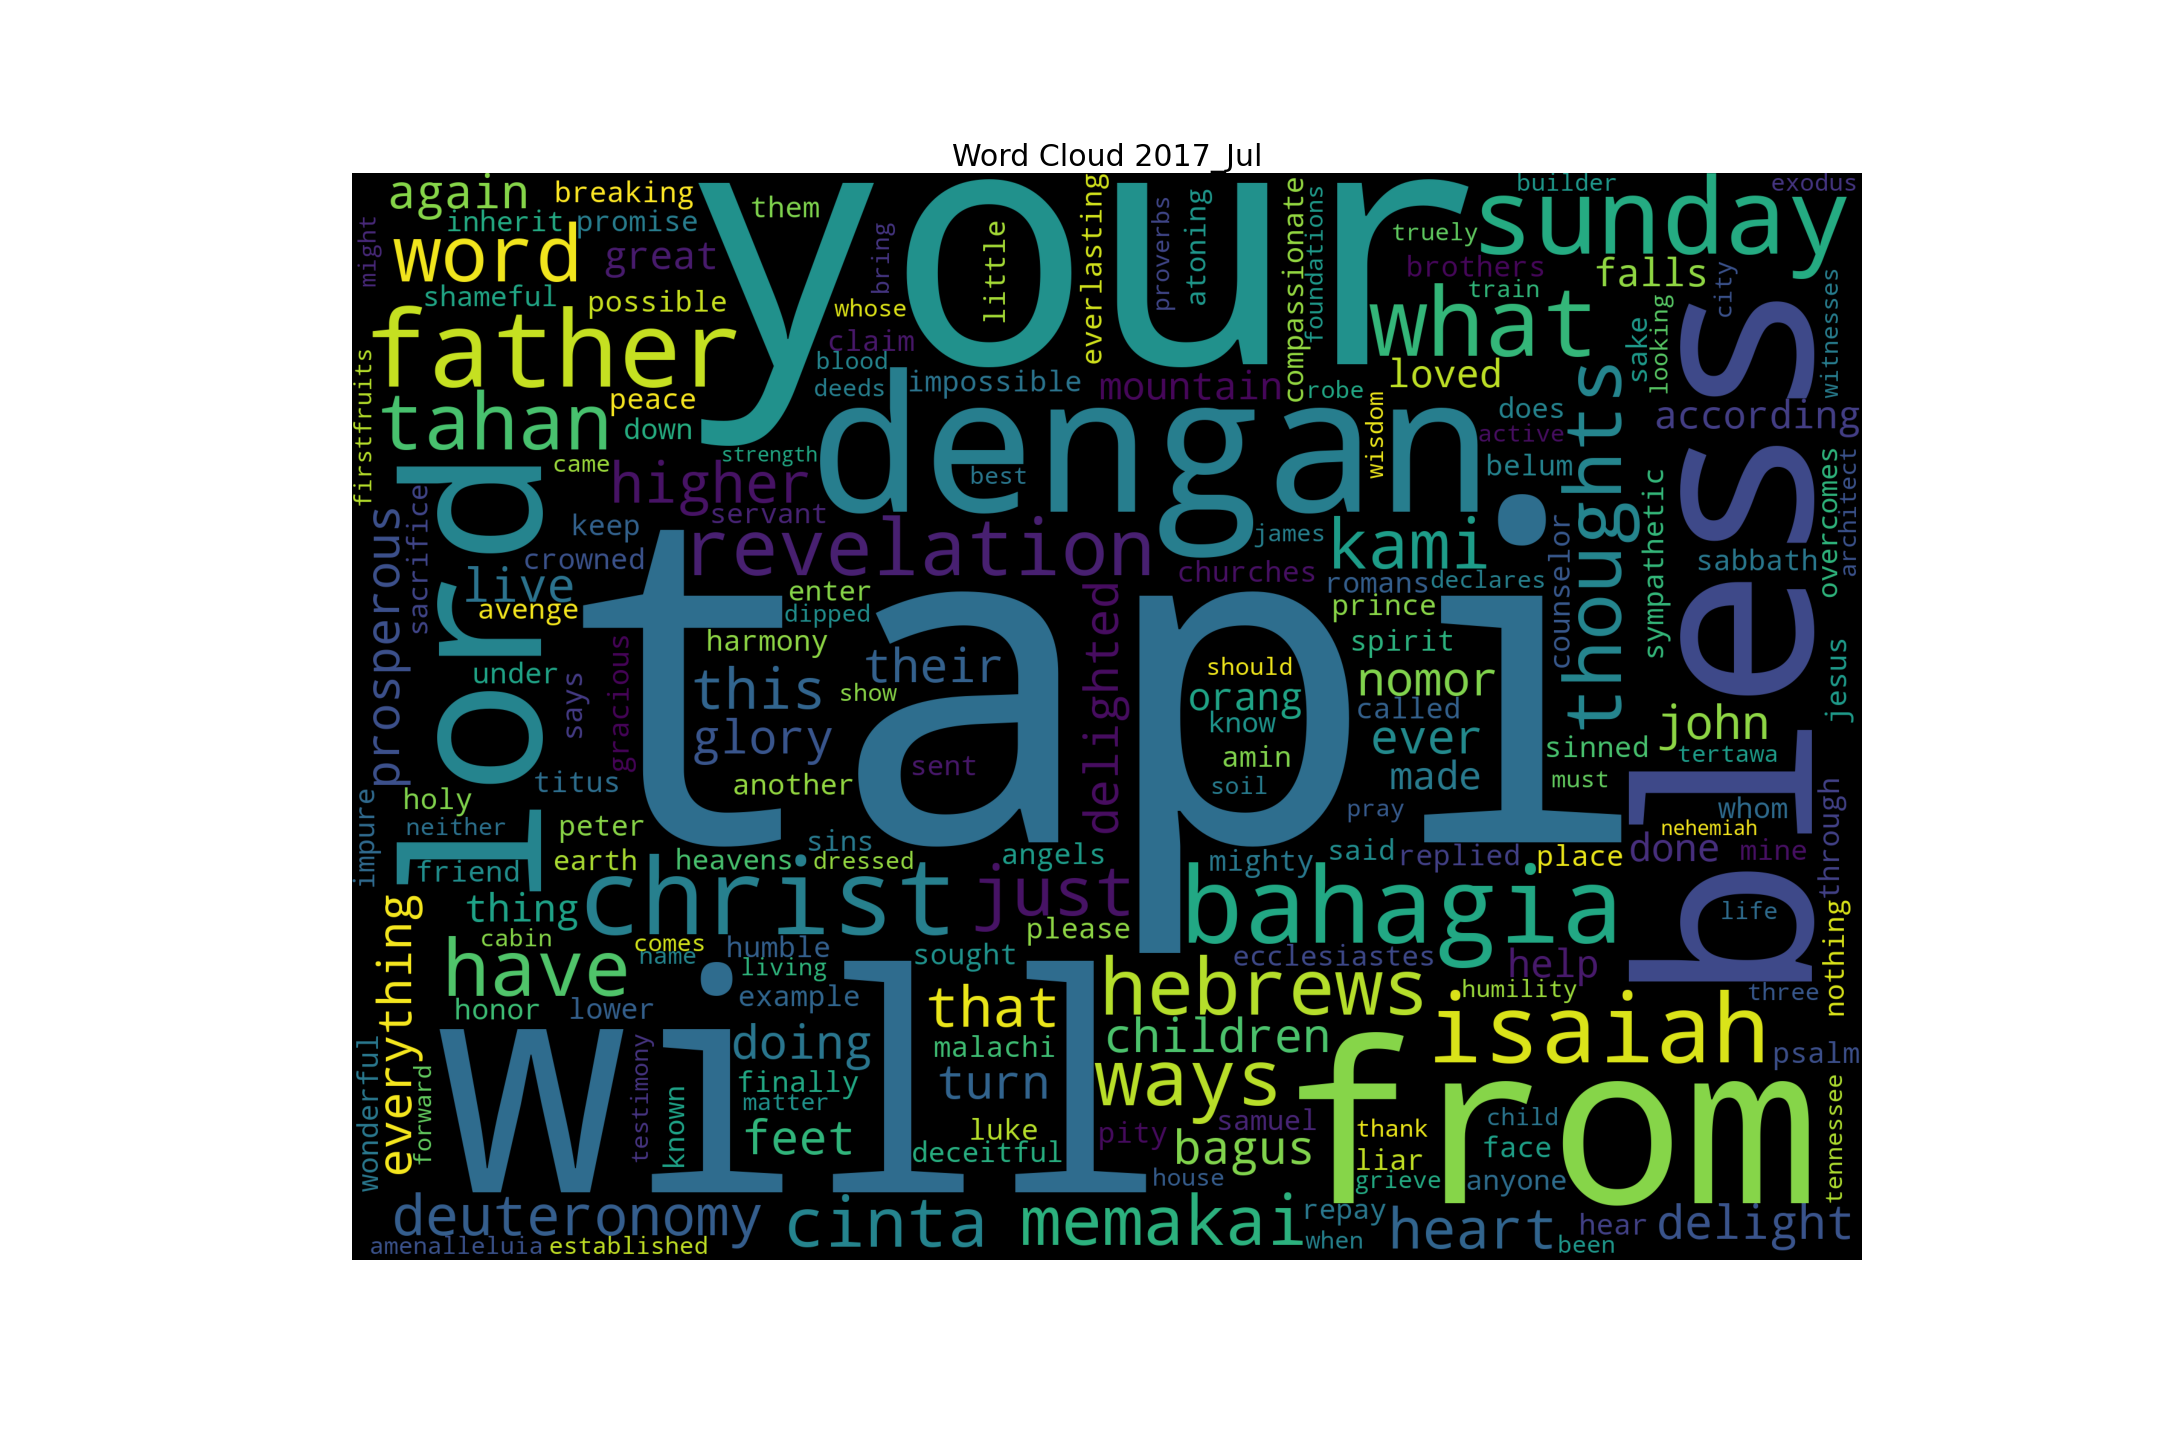 Word Cloud 2017_Jul
again
breaking
them
your
everlasting
atoning
proverbs
compassionate
foundations
builder
exodus
sunday
might
inherit
promise
word
great
bring
little
truely
brothers
falls
train
city
witnesses
shameful
possible
whose
claim
father
what
sake
looking
blood
deeds
impossible
mountain
robe
loved
firstfruits
tahan
peace
down
strength
dengan
wisdom
does
active
thoughts
according
bless
came
higher
best
belum
lord
sacrifice
prosperous
keep
servant
revelation
james
kami
crowned
churches
romans
declares
counselor
sympathetic
sabbath
overcomes
architect
live
avenge
enter
dipped
tapi
delighted
prince
harmony
spirit
under
says
gracious
this
their
show
should
orang
nomor
know
called
ever
john
jesus
glory
sinned
tertawa
titus
another
sent
amin
soil
made
must
impure
holy
neither
peter
pray
whom
through
nehemiah
friend
earth
heavens
sins
dressed
angels
mighty
said
replied
place
done
mine
christ
just
bahagia
everything
thing
cabin
comes
name
humble
living
sought
please
ecclesiastes
help
life
nothing
have
honor
lower
example
that
hebrews
humility
three
will
doing
malachi
children
isaiah
psalm
wonderful
forward
testimony
known
finally
matter
turn
ways
from
feet
luke
deceitful
pity
samuel
bagus
thank
liar
grieve
child
face
anyone
tennessee
house
deuteronomy
cinta
memakai
repay
when
heart
hear
been
delight
amenalleluia
established